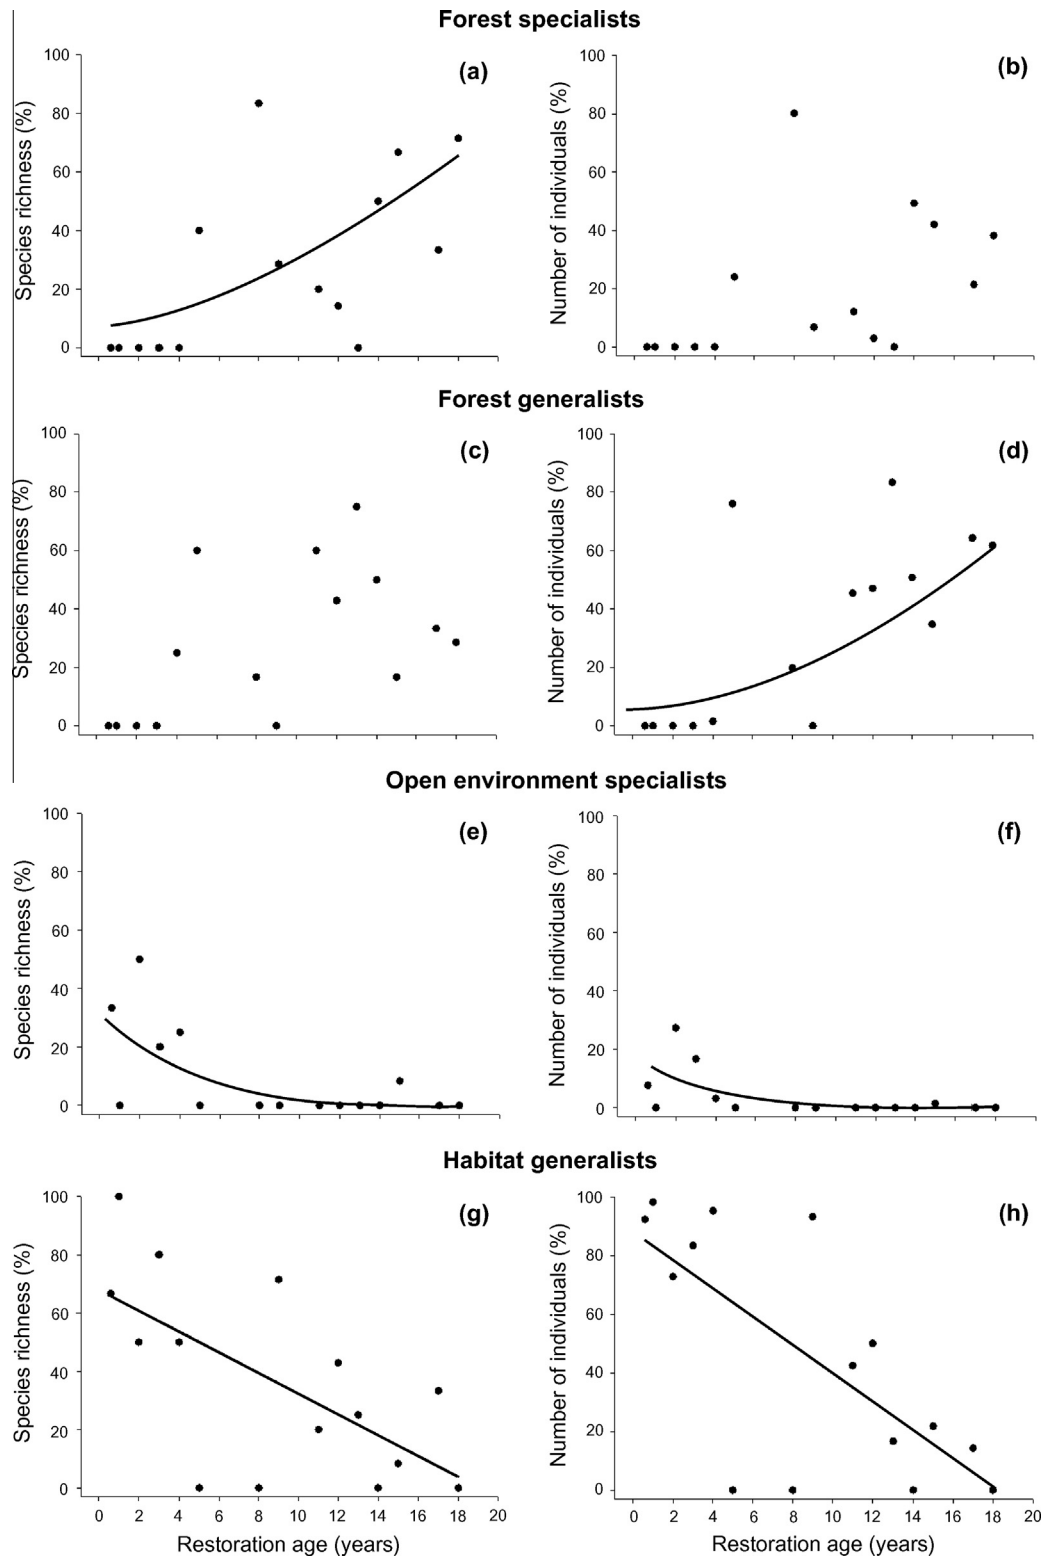 Forest specialists
100
80
60
40
20
0
Species richness (%)
(a)
100
80
60
40
20
0
Number of individuals (%)
(b)
Forest generalists
100
80
60
40
20
0
Species richness (%)
(c)
100
80
60
40
20
0
Number of individuals (%)
(d)
Open environment specialists
100
80
60
40
20
0
Species richness (%)
(e)
100
80
60
40
20
0
Number of individuals (%)
(f)
Habitat generalists
100
80
60
40
20
0
Species richness (%)
(g)
0 2 4 6 8 10 12 14 16 18 20
Restoration age (years)
100
80
60
40
20
0
Number of individuals (%)
(h)
0 2 4 6 8 10 12 14 16 18 20
Restoration age (years)